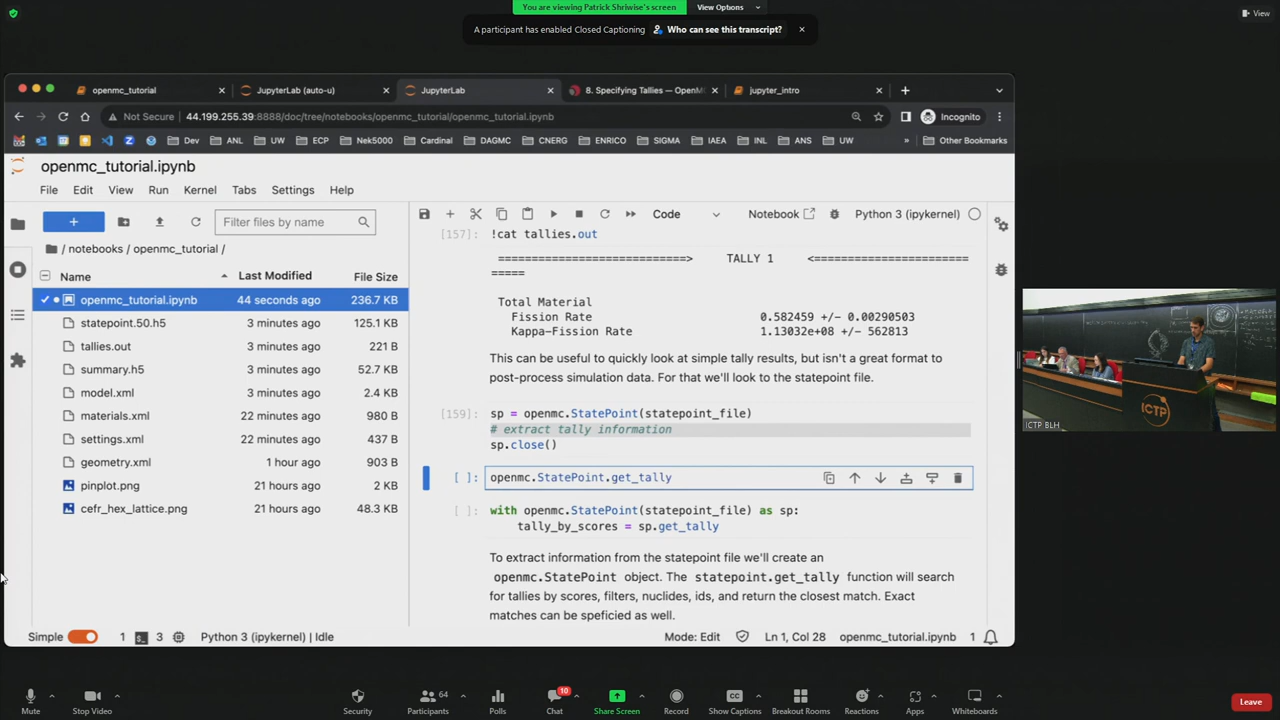 You are viewing Patrick Shriwise's screen
View Options
View
A participant has enabled Closed Captioning
Who can see this transcript?
openmc_tutorial
JupyterLab (auto-u)
JupyterLab
8. Specifying Tallies — OpenM
jupyter_intro
Not Secure
44.199.255.39:8888/doc/tree/notebooks/openmc_tutorial/openmc_tutorial.ipynb
Incognito
Dev
ANL
UW
ECP
Nek5000
Cardinal
DAGMC
CNERG
ENRICO
SIGMA
IAEA
INL
ANS
UW
»
Other Bookmarks
openmc_tutorial.ipynb
File
Edit
View
Run
Kernel
Tabs
Settings
Help
Filter files by name
Code
Notebook
Python 3 (ipykernel)
/ notebooks / openmc_tutorial /
Name
Last Modified
File Size
openmc_tutorial.ipynb 44 seconds ago 236.7 KB
statepoint.50.h5 3 minutes ago 125.1 KB
tallies.out 3 minutes ago 221 B
summary.h5 3 minutes ago 52.7 KB
model.xml 3 minutes ago 2.4 KB
materials.xml 22 minutes ago 980 B
settings.xml 22 minutes ago 437 B
geometry.xml 1 hour ago 903 B
pinplot.png 21 hours ago 2 KB
cefr_hex_lattice.png 21 hours ago 48.3 KB
[157]: !cat tallies.out
===========================> TALLY 1 <=======================
=====
Total Material
Fission Rate 0.582459 +/- 0.00290503
Kappa-Fission Rate 1.13032e+08 +/- 562813
This can be useful to quickly look at simple tally results, but isn't a great format to
post-process simulation data. For that we'll look to the statepoint file.
[159]: sp = openmc.StatePoint(statepoint_file)
# extract tally information
sp.close()
[ ]: openmc.StatePoint.get_tally
[ ]: with openmc.StatePoint(statepoint_file) as sp:
tally_by_scores = sp.get_tally
To extract information from the statepoint file we'll create an
openmc.StatePoint object. The statepoint.get_tally function will search
for tallies by scores, filters, nuclides, ids, and return the closest match. Exact
matches can be speficied as well.
Simple
1
3
Python 3 (ipykernel) | Idle
Mode: Edit
Ln 1, Col 28
openmc_tutorial.ipynb
1
ICTP
ICTP BLH
Mute
Stop Video
Security
64
Participants
Polls
10
Chat
Share Screen
Record
Show Captions
Breakout Rooms
Reactions
Apps
Whiteboards
Leave